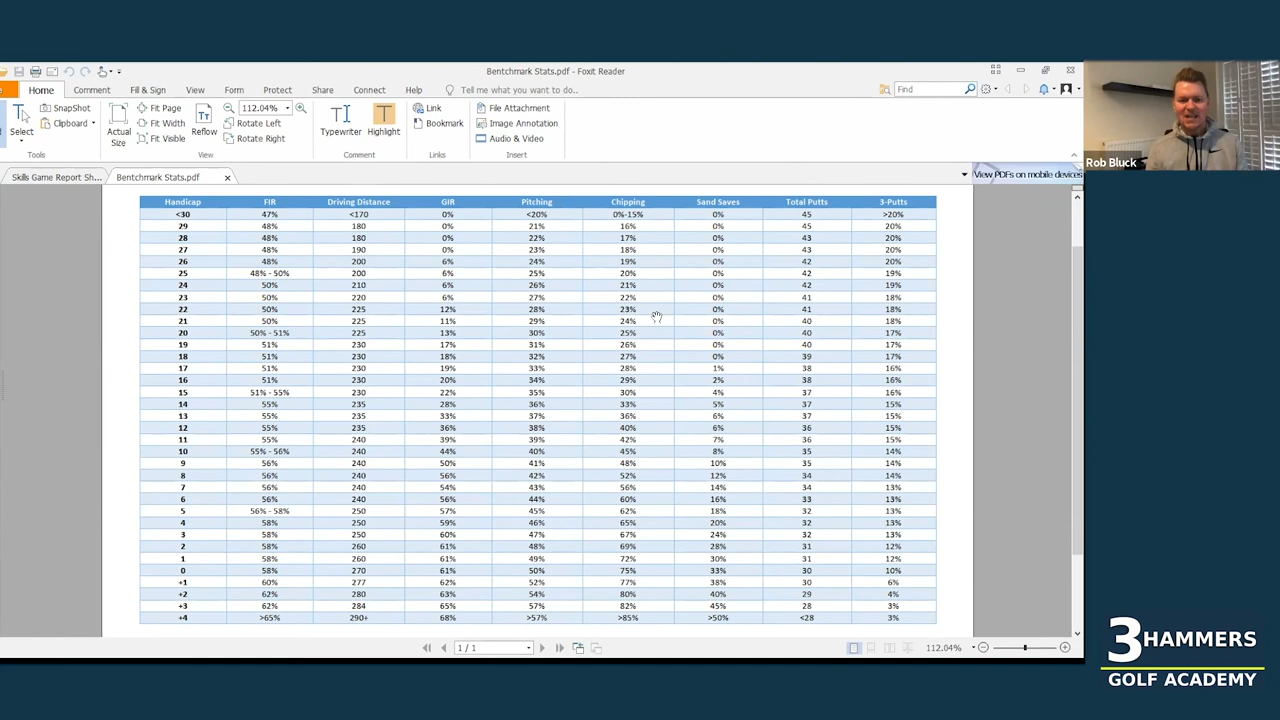 Bentchmark Stats.pdf - Foxit Reader
Home Comment Fill & Sign View Form Protect Share Connect Help Tell me what you want to do... Find
Select
SnapShot
Clipboard
Actual Size
Fit Page
Fit Width
Fit Visible
Reflow
112.04%
Rotate Left
Rotate Right
Typewriter
Highlight
Link
Bookmark
File Attachment
Image Annotation
Audio & Video
Tools View Comment Links Insert
Rob Bluck
Skills Game Report Sh... Bentchmark Stats.pdf View PDFs on mobile devices
Handicap FIR Driving Distance GIR Pitching Chipping Sand Saves Total Putts 3-Putts
<30 47% <170 0% <20% 0%-15% 0% 45 >20%
29 48% 180 0% 21% 16% 0% 45 20%
28 48% 180 0% 22% 17% 0% 43 20%
27 48% 190 0% 23% 18% 0% 43 20%
26 48% 200 6% 24% 19% 0% 42 20%
25 48% - 50% 200 6% 25% 20% 0% 42 19%
24 50% 210 6% 26% 21% 0% 42 19%
23 50% 220 6% 27% 22% 0% 41 18%
22 50% 225 12% 28% 23% 0% 41 18%
21 50% 225 11% 29% 24% 0% 40 18%
20 50% - 51% 225 13% 30% 25% 0% 40 17%
19 51% 230 17% 31% 26% 0% 40 17%
18 51% 230 18% 32% 27% 0% 39 17%
17 51% 230 19% 33% 28% 1% 38 16%
16 51% 230 20% 34% 29% 2% 38 16%
15 51% - 55% 230 22% 35% 30% 4% 37 16%
14 55% 235 28% 36% 33% 5% 37 15%
13 55% 235 33% 37% 36% 6% 37 15%
12 55% 235 36% 38% 40% 6% 36 15%
11 55% 240 39% 39% 42% 7% 36 15%
10 55% - 56% 240 44% 40% 45% 8% 35 14%
9 56% 240 50% 41% 48% 10% 35 14%
8 56% 240 56% 42% 52% 12% 34 14%
7 56% 240 54% 43% 56% 14% 34 13%
6 56% 240 56% 44% 60% 16% 33 13%
5 56% - 58% 250 57% 45% 62% 18% 32 13%
4 58% 250 59% 46% 65% 20% 32 13%
3 58% 250 60% 47% 67% 24% 32 13%
2 58% 260 61% 48% 69% 28% 31 12%
1 58% 260 61% 49% 72% 30% 31 12%
0 58% 270 61% 50% 75% 33% 30 10%
+1 60% 277 62% 52% 77% 38% 30 6%
+2 62% 280 63% 54% 80% 40% 29 4%
+3 62% 284 65% 57% 82% 45% 28 3%
+4 >65% 290+ 68% >57% >85% >50% <28 3%
1 / 1 112.04%
3HAMMERS
GOLF ACADEMY